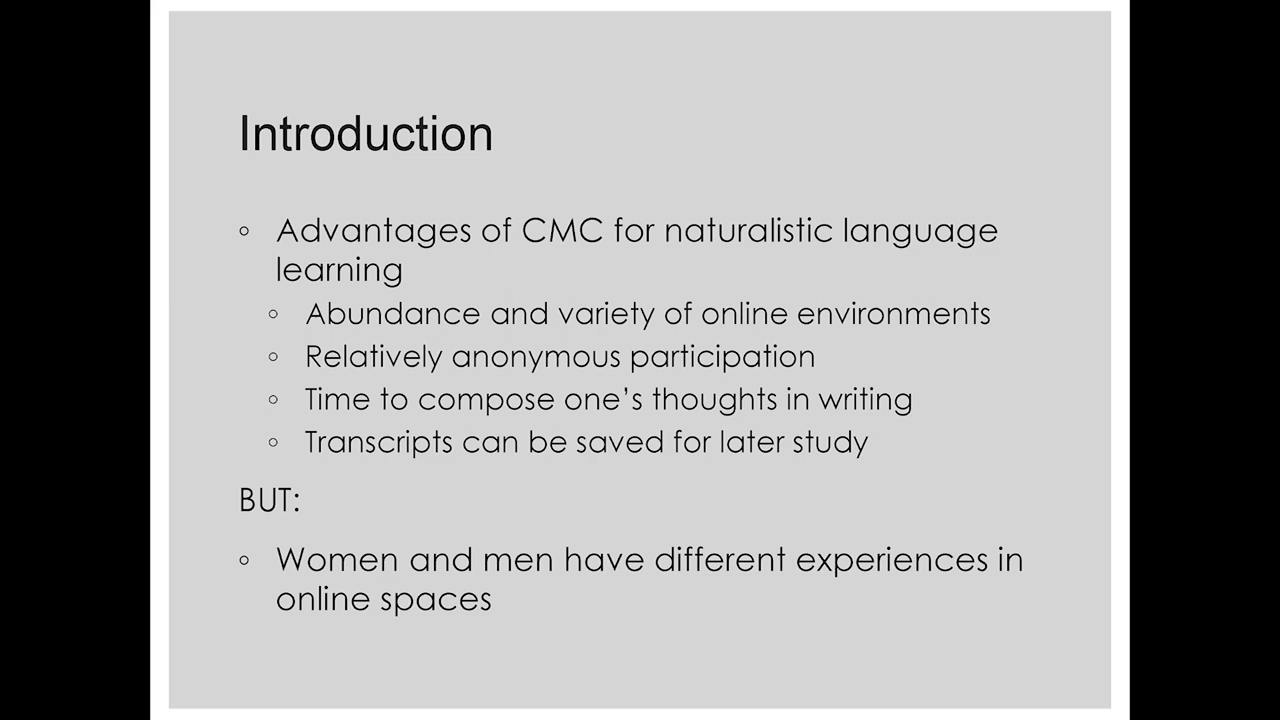 Introduction
◦ Advantages of CMC for naturalistic language
learning
◦ Abundance and variety of online environments
◦ Relatively anonymous participation
◦ Time to compose one’s thoughts in writing
◦ Transcripts can be saved for later study
BUT:
◦ Women and men have different experiences in
online spaces